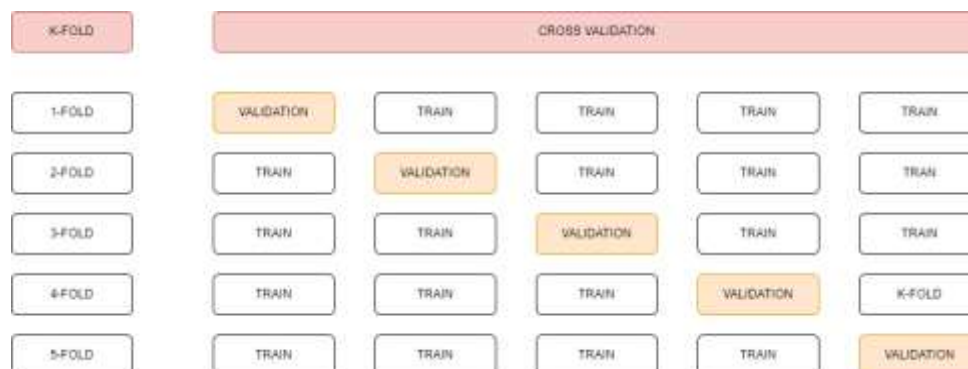 K-FOLD CROSS VALIDATION
1-FOLD VALIDATION TRAIN TRAIN TRAIN TRAIN
2-FOLD TRAIN VALIDATION TRAIN TRAIN TRAN
3-FOLD TRAIN TRAIN VALIDATION TRAIN TRAIN
4-FOLD TRAIN TRAIN TRAIN VALIDATION K-FOLD
5-FOLD TRAIN TRAIN TRAIN TRAIN VALIDATION